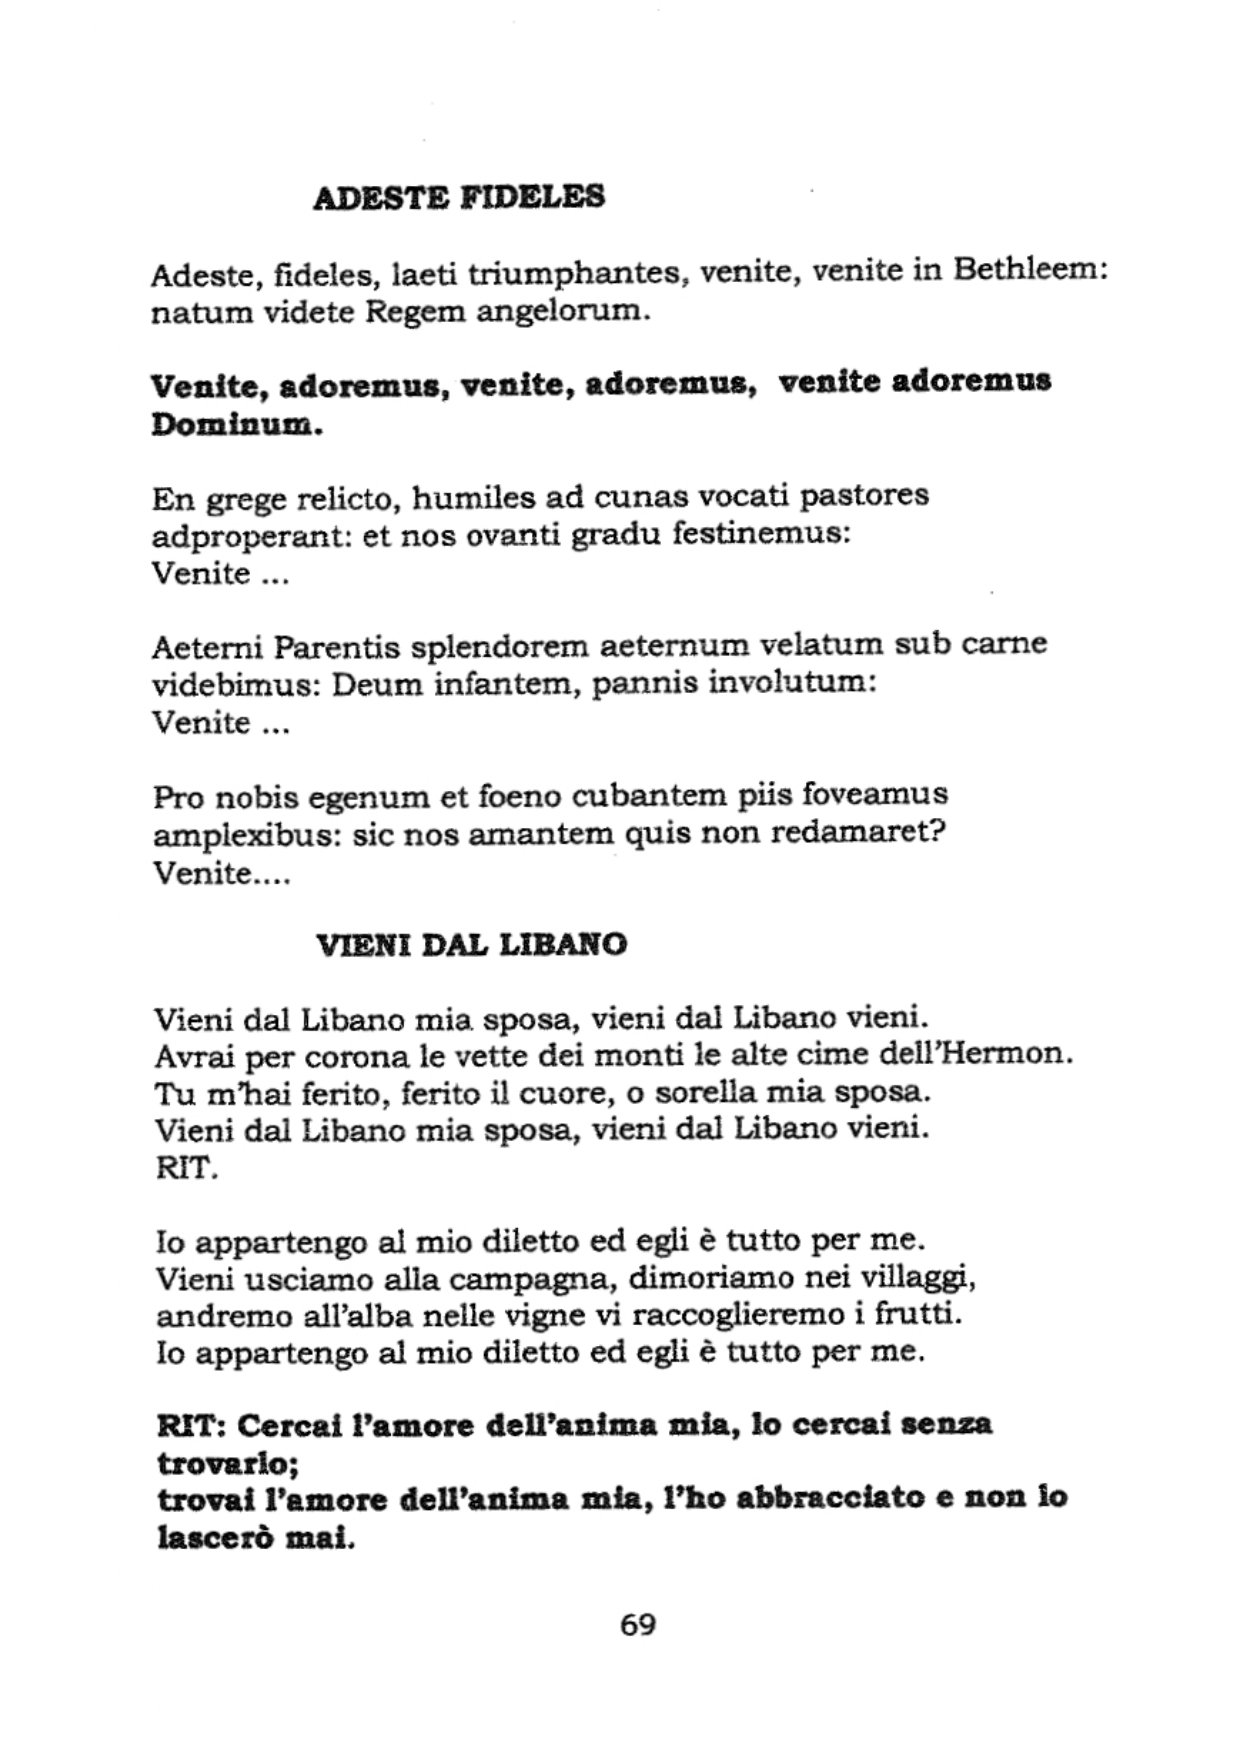 ADESTE FIDELES
Adeste, fideles, laeti triumphantes, venite, venite in Bethleem:
natum videte Regem angelorum.
Venite, adoremus, venite, adoremus, venite adoremus
Dominum.
En grege relicto, humiles ad cunas vocati pastores
adproperant: et nos ovanti gradu festinemus:
Venite ...
Aeterni Parentis splendorem aeternum velatum sub carne
videbimus: Deum infantem, pannis involutum:
Venite ...
Pro nobis egenum et foeno cubantem piis foveamus
amplexibus: sic nos amantem quis non redamaret?
Venite....
VIENI DAL LIBANO
Vieni dal Libano mia sposa, vieni dal Libano vieni.
Avrai per corona le vette dei monti le alte cime dell'Hermon.
Tu m'hai ferito, ferito il cuore, o sorella mia sposa.
Vieni dal Libano mia sposa, vieni dal Libano vieni.
RIT.
Io appartengo al mio diletto ed egli è tutto per me.
Vieni usciamo alla campagna, dimoriamo nei villaggi,
andremo all'alba nelle vigne vi raccoglieremo i frutti.
Io appartengo al mio diletto ed egli è tutto per me.
RIT: Cercai l'amore dell'anima mia, lo cercai senza
trovarlo;
trovai l'amore dell'anima mia, l'ho abbracciato e non lo
lascerò mai.
69